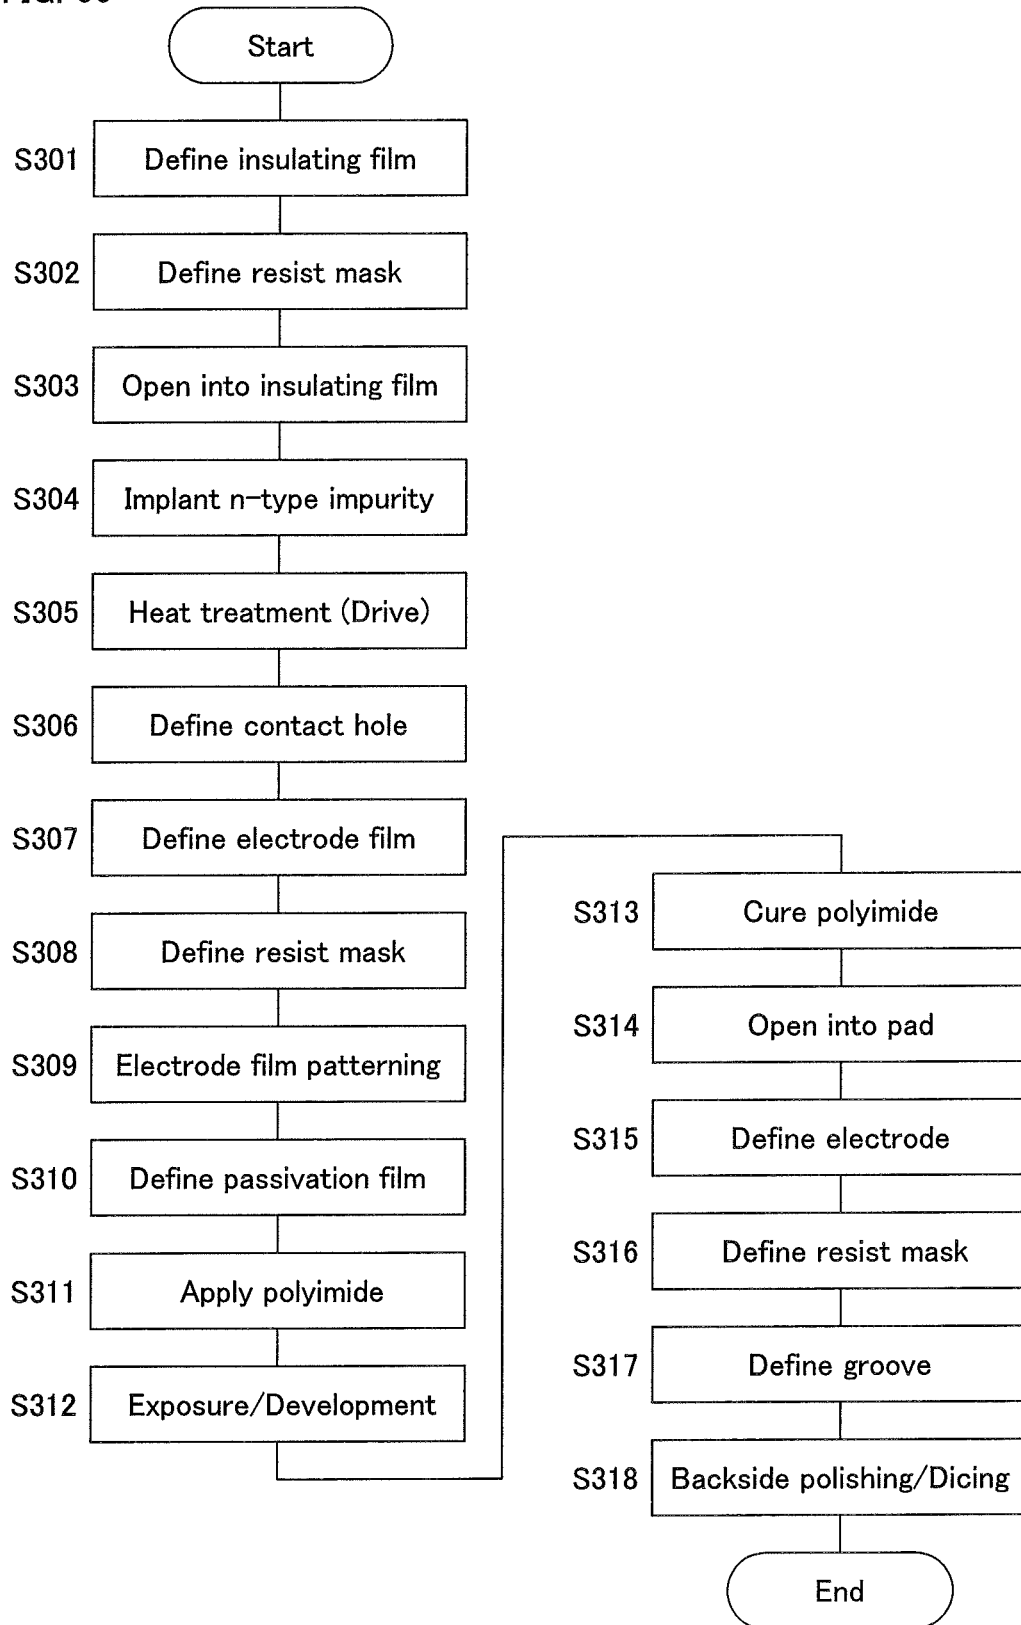 Start
S301 Define insulating film
S302 Define resist mask
S303 Open into insulating film
S304 Implant n-type impurity
S305 Heat treatment (Drive)
S306 Define contact hole
S307 Define electrode film
S308 Define resist mask
S309 Electrode film patterning
S310 Define passivation film
S311 Apply polyimide
S312 Exposure/Development
S313 Cure polyimide
S314 Open into pad
S315 Define electrode
S316 Define resist mask
S317 Define groove
S318 Backside polishing/Dicing
End